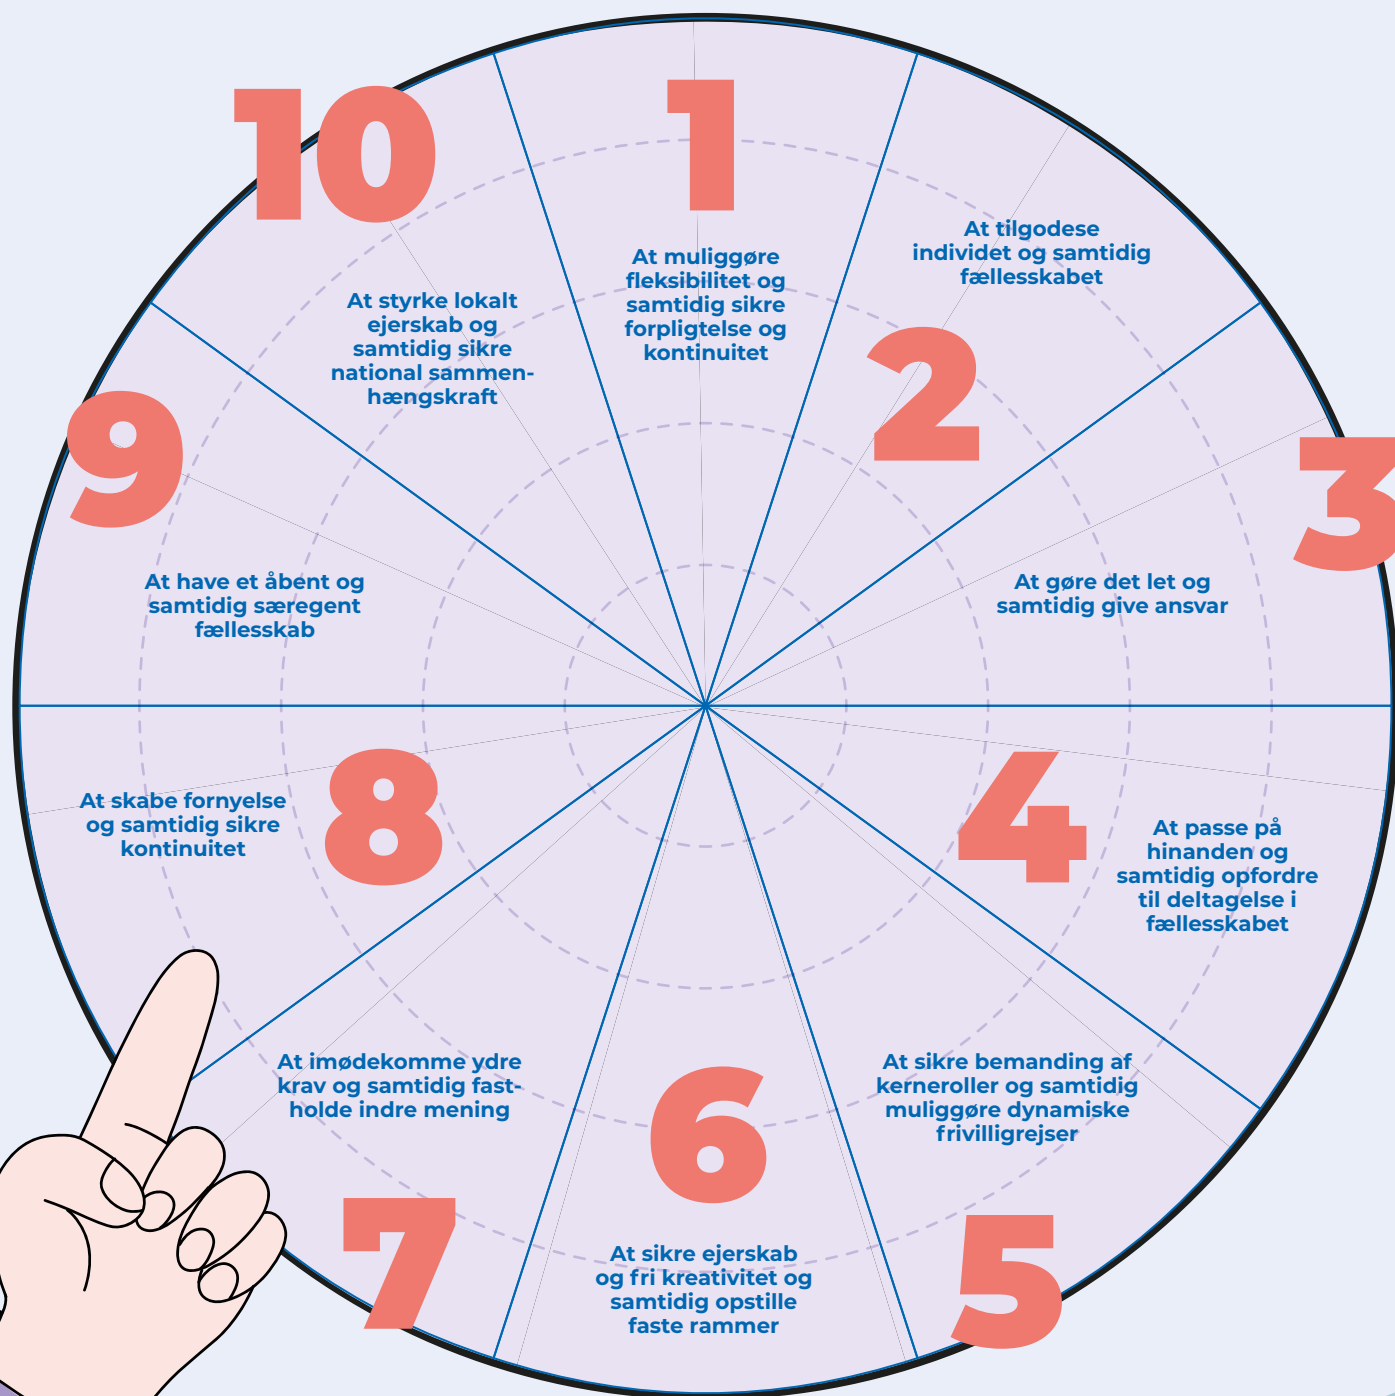 1
At muliggøre
fleksibilitet og
samtidig sikre
forpligtelse og
kontinuitet
2
At tilgodese
individet og samtidig
fællesskabet
3
At gøre det let og
samtidig give ansvar
4
At passe på
hinanden og
samtidig opfordre
til deltagelse i
fællesskabet
5
At sikre bemanding af
kerneroller og samtidig
muliggøre dynamiske
frivilligrejser
6
At sikre ejerskab
og fri kreativitet og
samtidig opstille
faste rammer
7
At imødekomme ydre
krav og samtidig fast-
holde indre mening
8
At skabe fornyelse
og samtidig sikre
kontinuitet
9
At have et åbent og
samtidig særegent
fællesskab
10
At styrke lokalt
ejerskab og
samtidig sikre
national sammen-
hængskraft